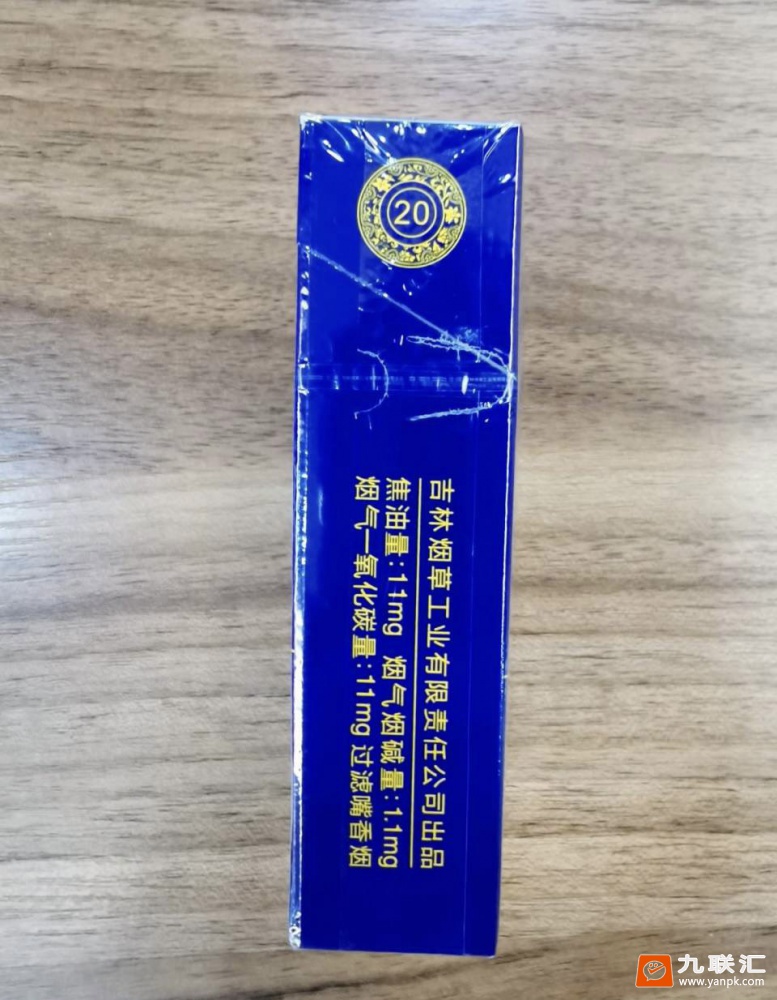 20
吉林烟草工业有限责任公司出品
焦油量:11mg 烟气烟碱量:1.1mg
烟气一氧化碳量:11mg 过滤嘴香烟
九联汇
www.yanpk.com